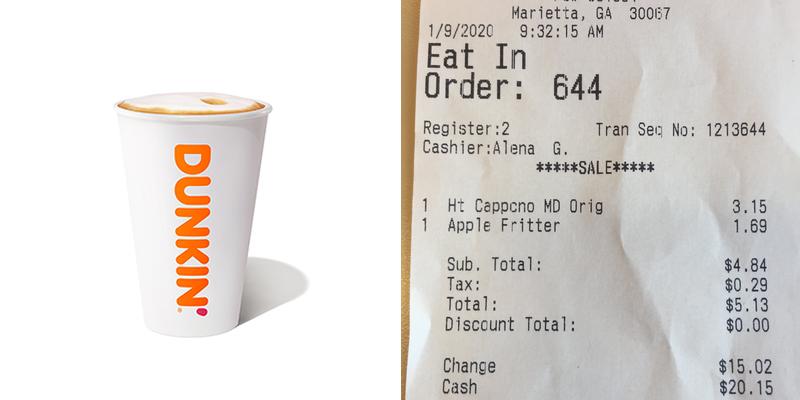 DUNKIN'
Marietta, GA 30067
1/9/2020 9:32:15 AM
Eat In
Order: 644
Register:2 Tran Seq No: 1213644
Cashier:Alena G.
*****SALE*****
1 Ht Cappcno MD Orig 3.15
1 Apple Fritter 1.69
Sub. Total: $4.84
Tax: $0.29
Total: $5.13
Discount Total: $0.00
Change $15.02
Cash $20.15